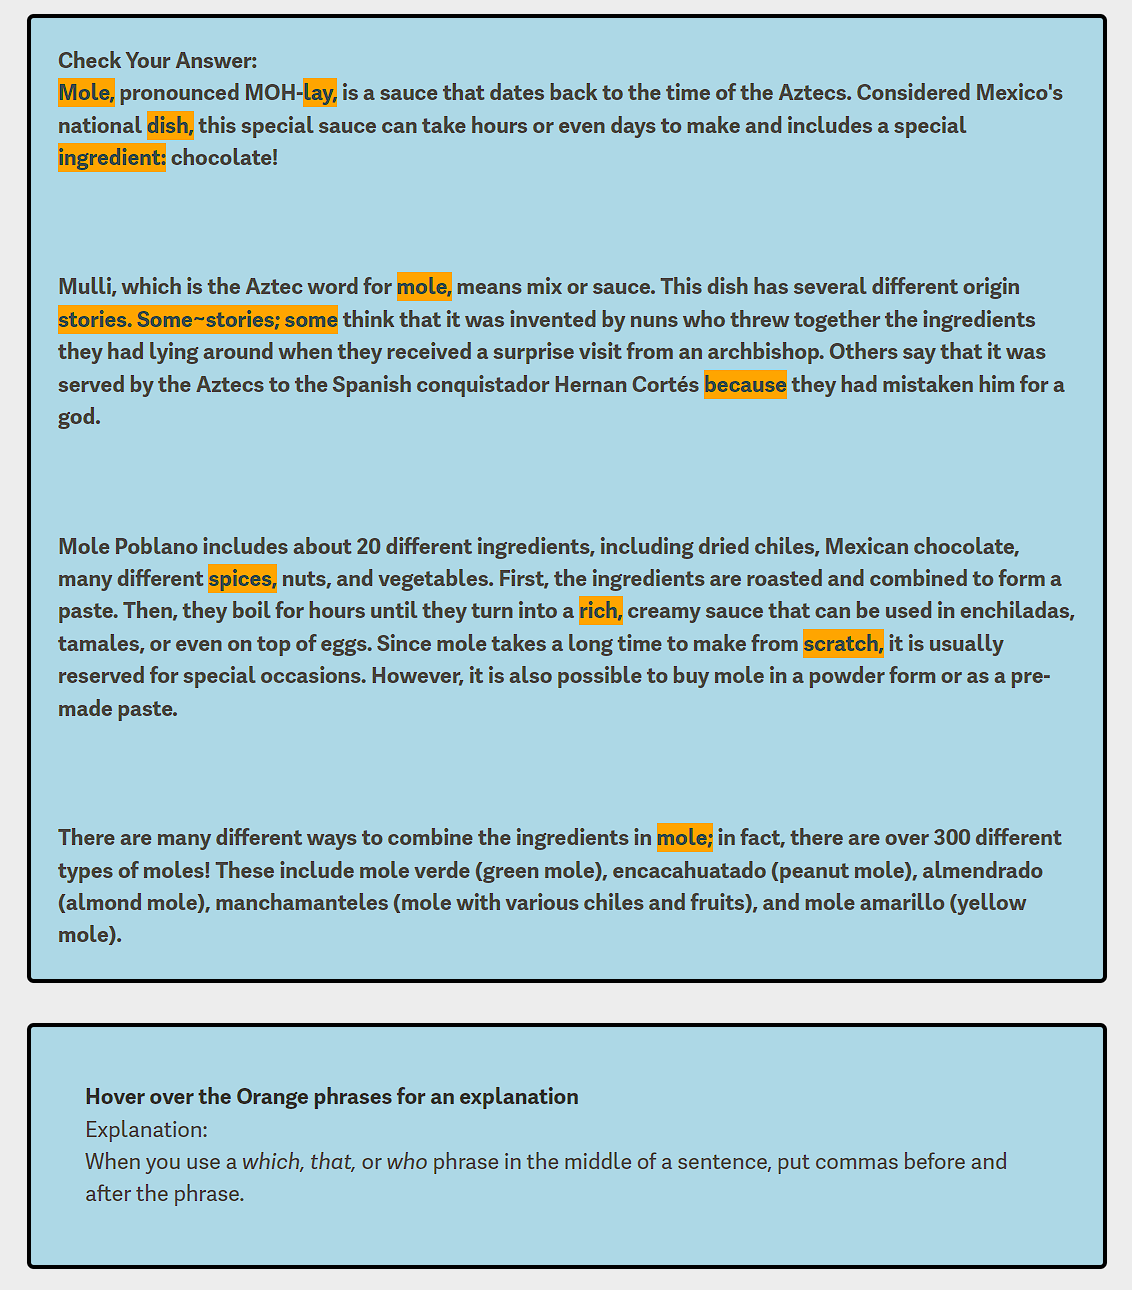 Check Your Answer:
Mole, pronounced MOH-lay, is a sauce that dates back to the time of the Aztecs. Considered Mexico's
national dish, this special sauce can take hours or even days to make and includes a special
ingredient: chocolate!
Mulli, which is the Aztec word for mole, means mix or sauce. This dish has several different origin
stories. Some~stories; some think that it was invented by nuns who threw together the ingredients
they had lying around when they received a surprise visit from an archbishop. Others say that it was
served by the Aztecs to the Spanish conquistador Hernan Cortés because they had mistaken him for a
god.
Mole Poblano includes about 20 different ingredients, including dried chiles, Mexican chocolate,
many different spices, nuts, and vegetables. First, the ingredients are roasted and combined to form a
paste. Then, they boil for hours until they turn into a rich, creamy sauce that can be used in enchiladas,
tamales, or even on top of eggs. Since mole takes a long time to make from scratch, it is usually
reserved for special occasions. However, it is also possible to buy mole in a powder form or as a pre-
made paste.
There are many different ways to combine the ingredients in mole; in fact, there are over 300 different
types of moles! These include mole verde (green mole), encacahuatado (peanut mole), almendrado
(almond mole), manchamanteles (mole with various chiles and fruits), and mole amarillo (yellow
mole).
Hover over the Orange phrases for an explanation
Explanation:
When you use a which, that, or who phrase in the middle of a sentence, put commas before and
after the phrase.